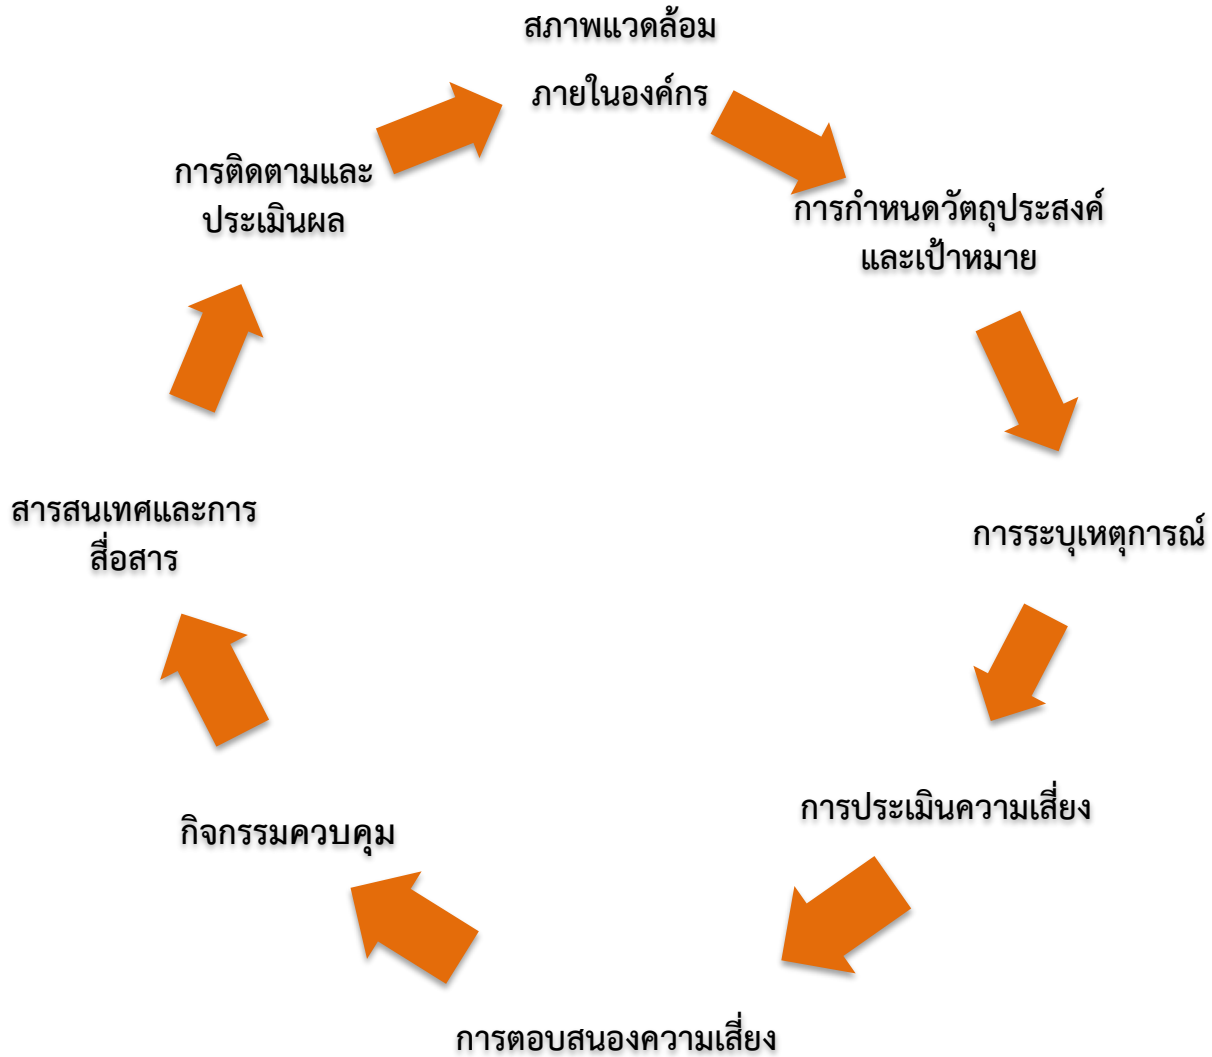 สภาพแวดล้อม
ภายในองค์กร
การกำหนดวัตถุประสงค์
และเป้าหมาย
การระบุเหตุการณ์
การประเมินความเสี่ยง
การตอบสนองความเสี่ยง
กิจกรรมควบคุม
สารสนเทศและการ
สื่อสาร
การติดตามและ
ประเมินผล